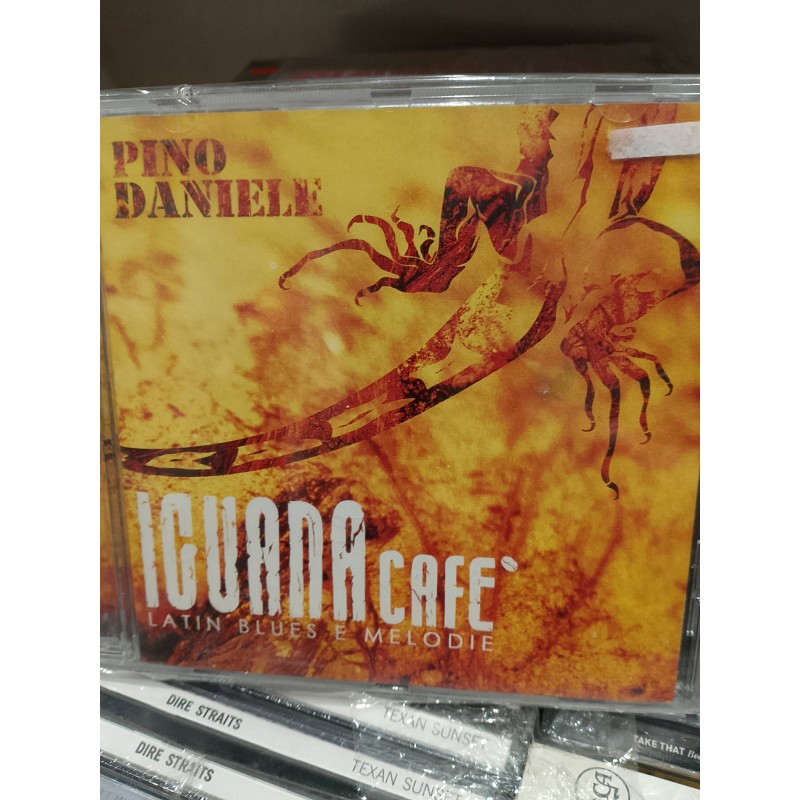 PINO
DANIELE
IGUANA CAFE`
LATIN BLUES E MELODIE
DIRE STRAITS
TEXAN SUNSET
DIRE STRAITS
TEXAN SUNSET
TAKE THAT